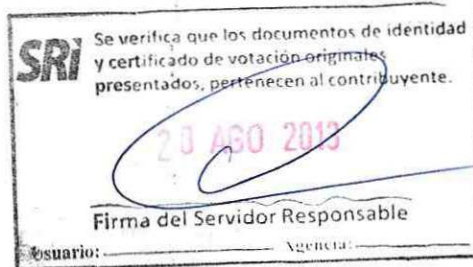 SRi Se verifica que los documentos de identidad
y certificado de votación originales
presentados, pertenecen al contribuyente.
20 AGO 2013
Firma del Servidor Responsable
Usuario: Agencia: